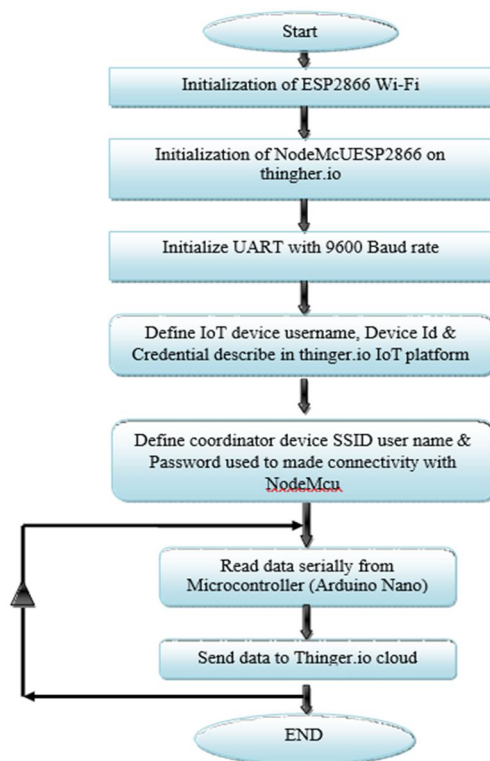 Start
Initialization of ESP2866 Wi-Fi
Initialization of NodeMcUESP2866 on
thingher.io
Initialize UART with 9600 Baud rate
Define IoT device username, Device Id &
Credential describe in thinger.io IoT platform
Define coordinator device SSID user name &
Password used to made connectivity with
NodeMcu
Read data serially from
Microcontroller (Arduino Nano)
Send data to Thinger.io cloud
END